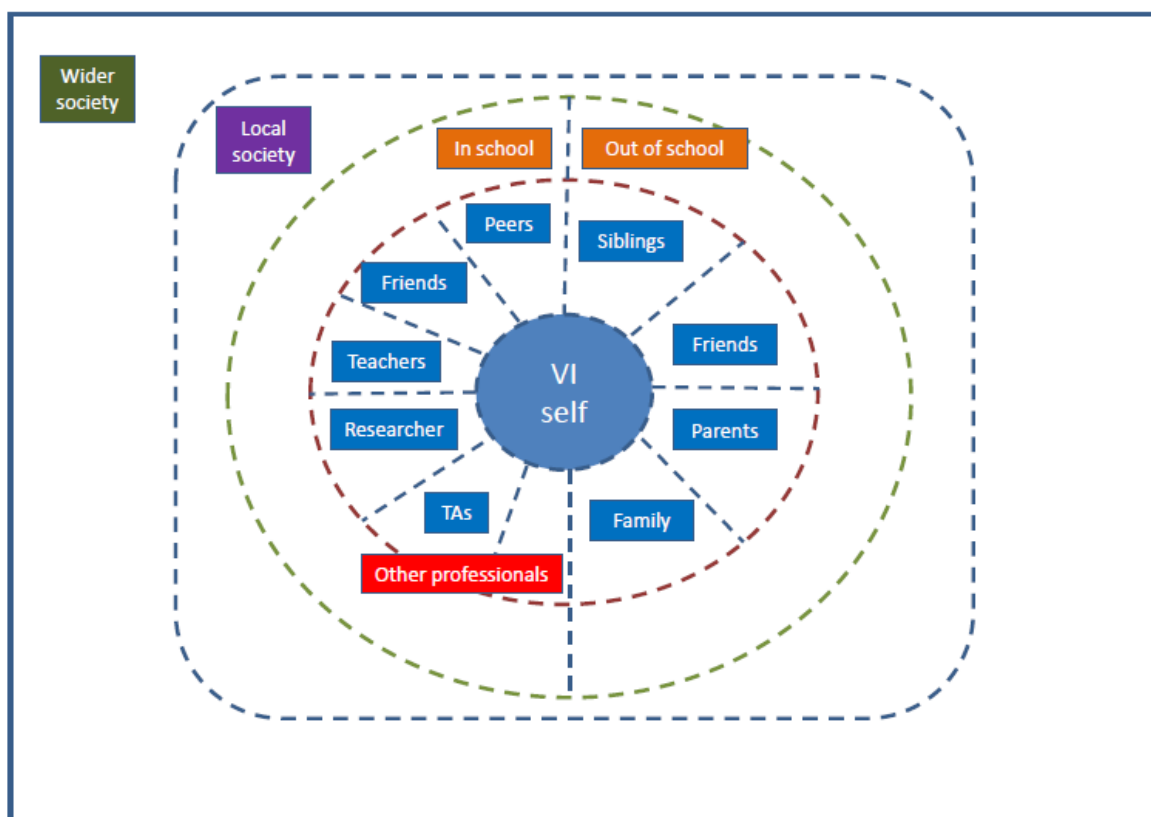 Wider
society
Local
society
In school
Out of school
Peers
Siblings
Friends
Friends
Teachers
VI
self
Researcher
Parents
TAs
Family
Other professionals